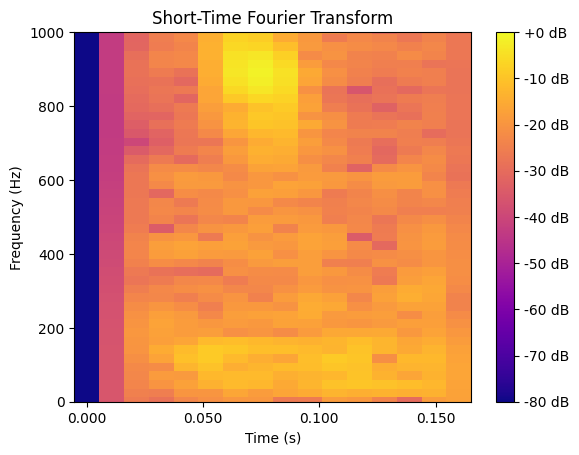 Short-Time Fourier Transform
1000
800
600
400
200
0
Frequency (Hz)
0.000
0.050
0.100
0.150
Time (s)
+0 dB
-10 dB
-20 dB
-30 dB
-40 dB
-50 dB
-60 dB
-70 dB
-80 dB